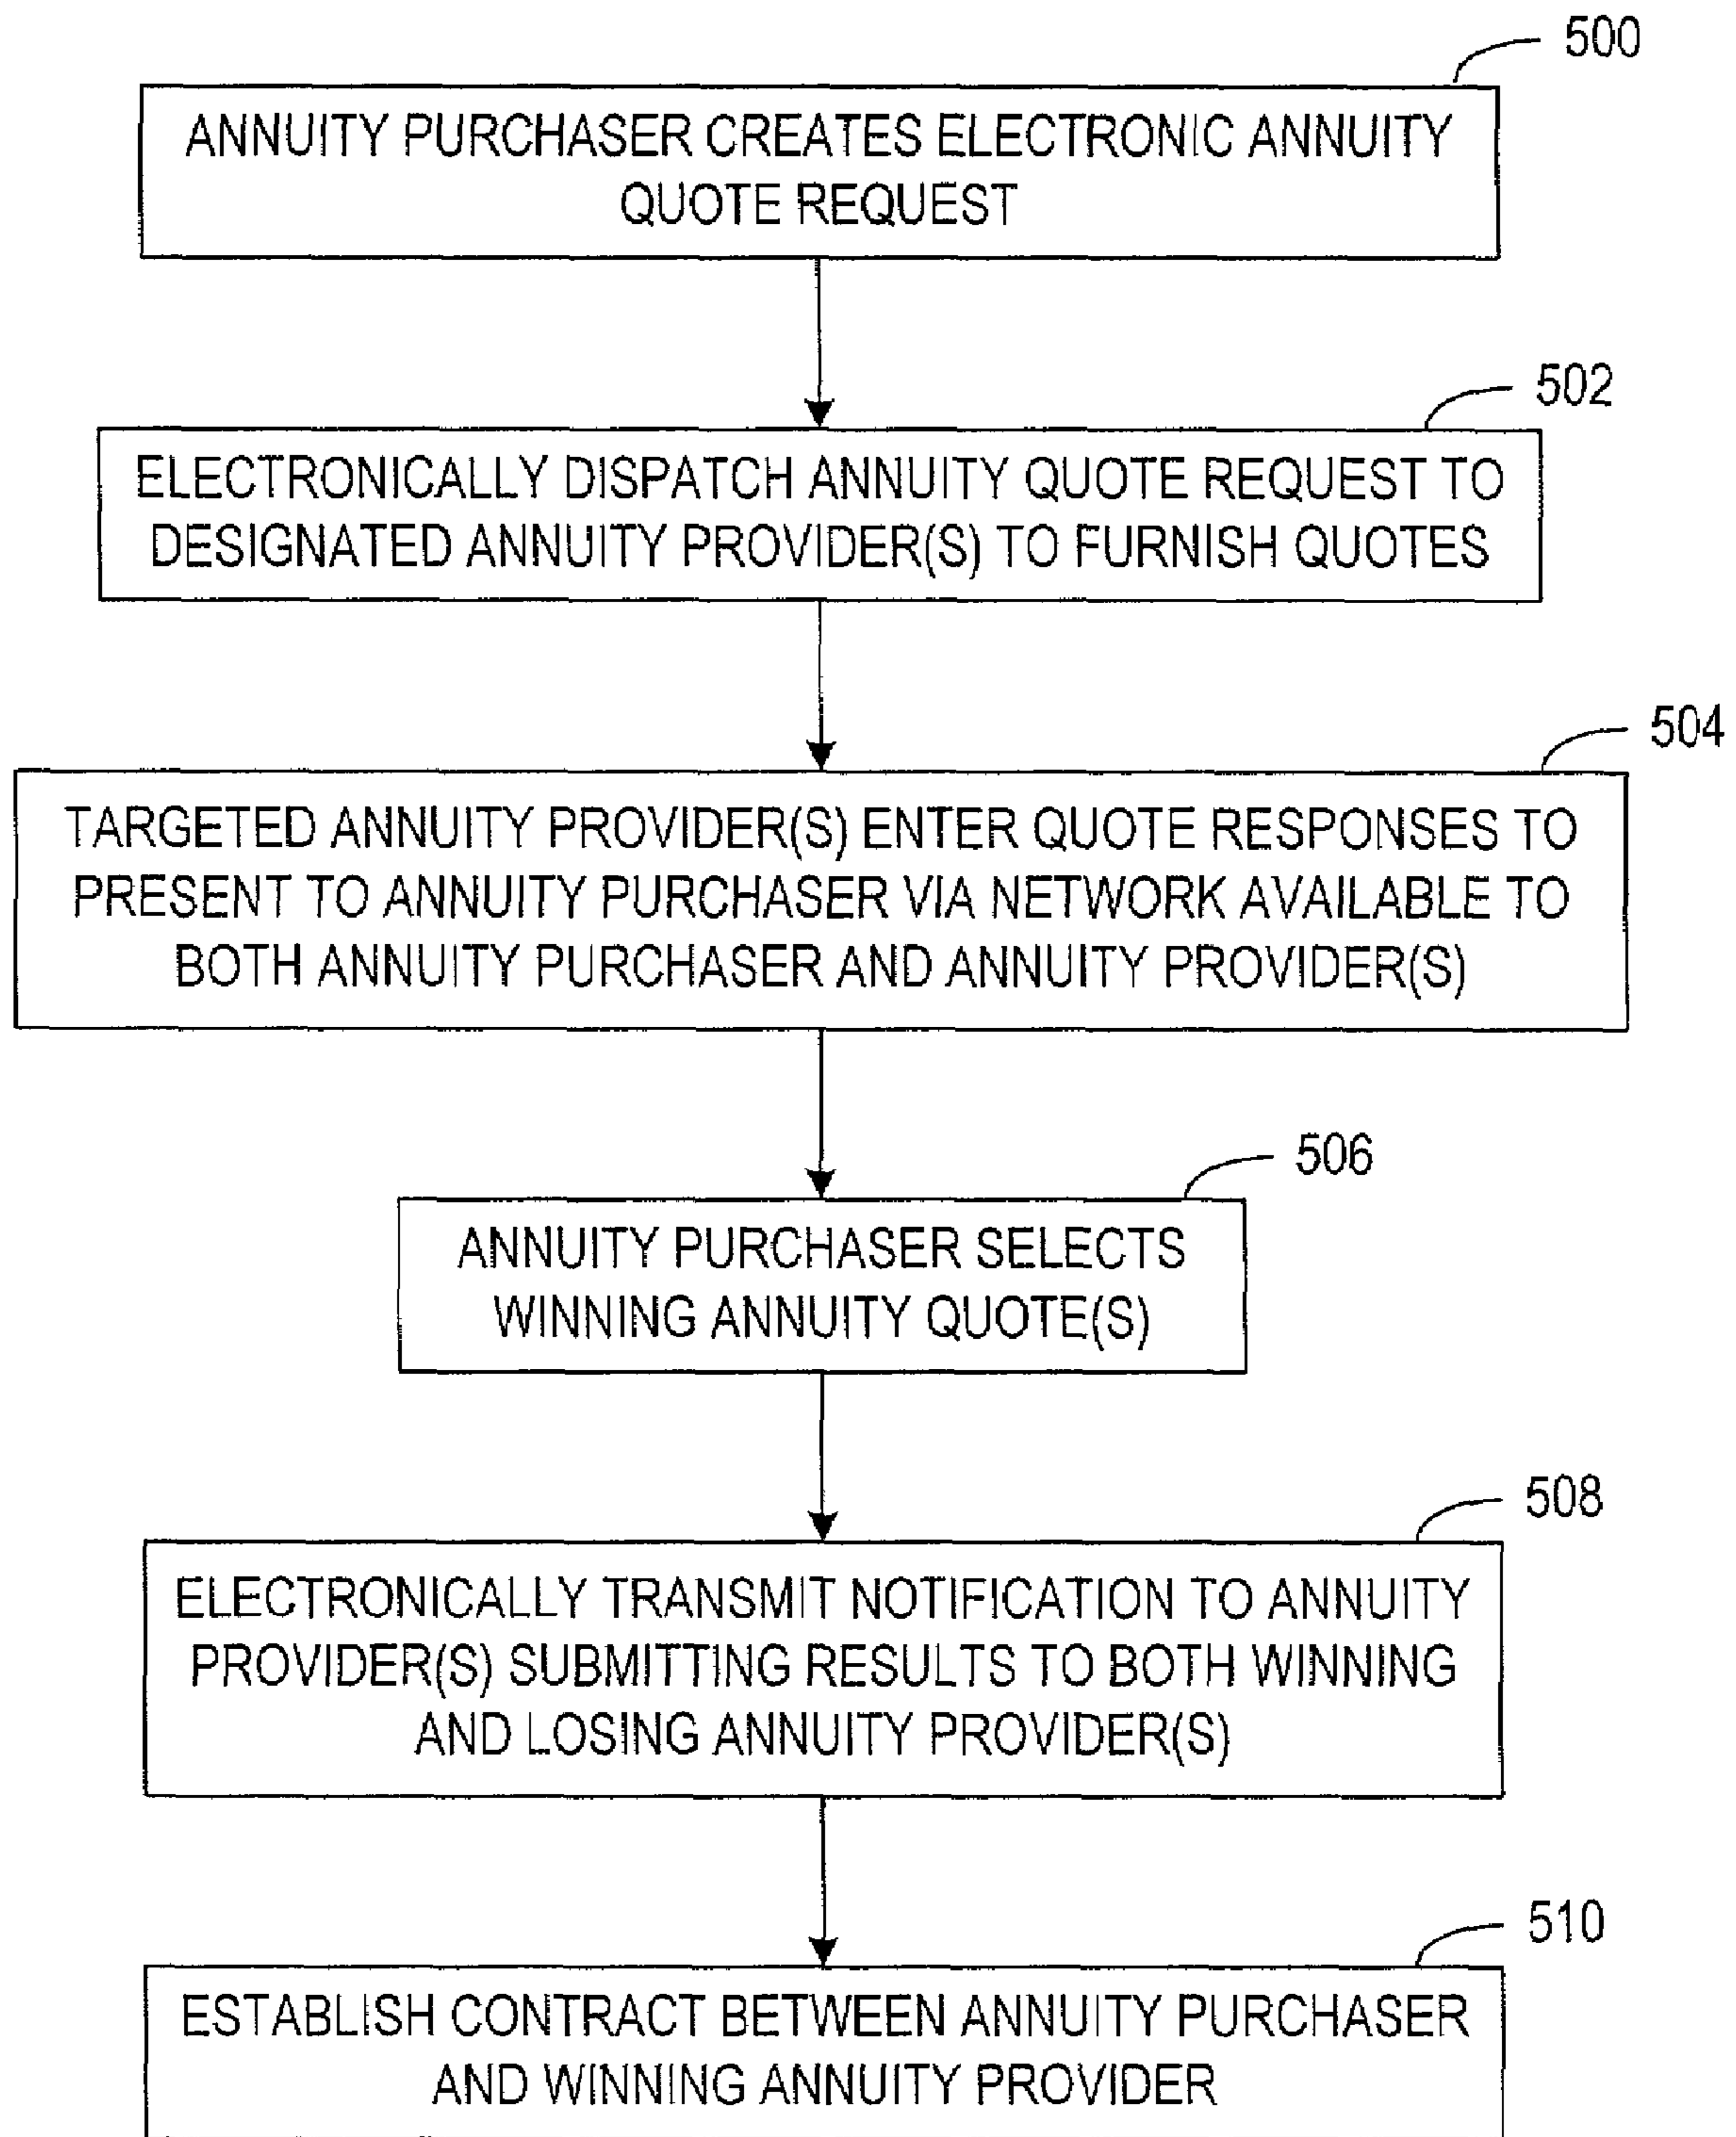 500
ANNUITY PURCHASER CREATES ELECTRONIC ANNUITY
QUOTE REQUEST
502
ELECTRONICALLY DISPATCH ANNUITY QUOTE REQUEST TO
DESIGNATED ANNUITY PROVIDER(S) TO FURNISH QUOTES
504
TARGETED ANNUITY PROVIDER(S) ENTER QUOTE RESPONSES TO
PRESENT TO ANNUITY PURCHASER VIA NETWORK AVAILABLE TO
BOTH ANNUITY PURCHASER AND ANNUITY PROVIDER(S)
506
ANNUITY PURCHASER SELECTS
WINNING ANNUITY QUOTE(S)
508
ELECTRONICALLY TRANSMIT NOTIFICATION TO ANNUITY
PROVIDER(S) SUBMITTING RESULTS TO BOTH WINNING
AND LOSING ANNUITY PROVIDER(S)
510
ESTABLISH CONTRACT BETWEEN ANNUITY PURCHASER
AND WINNING ANNUITY PROVIDER